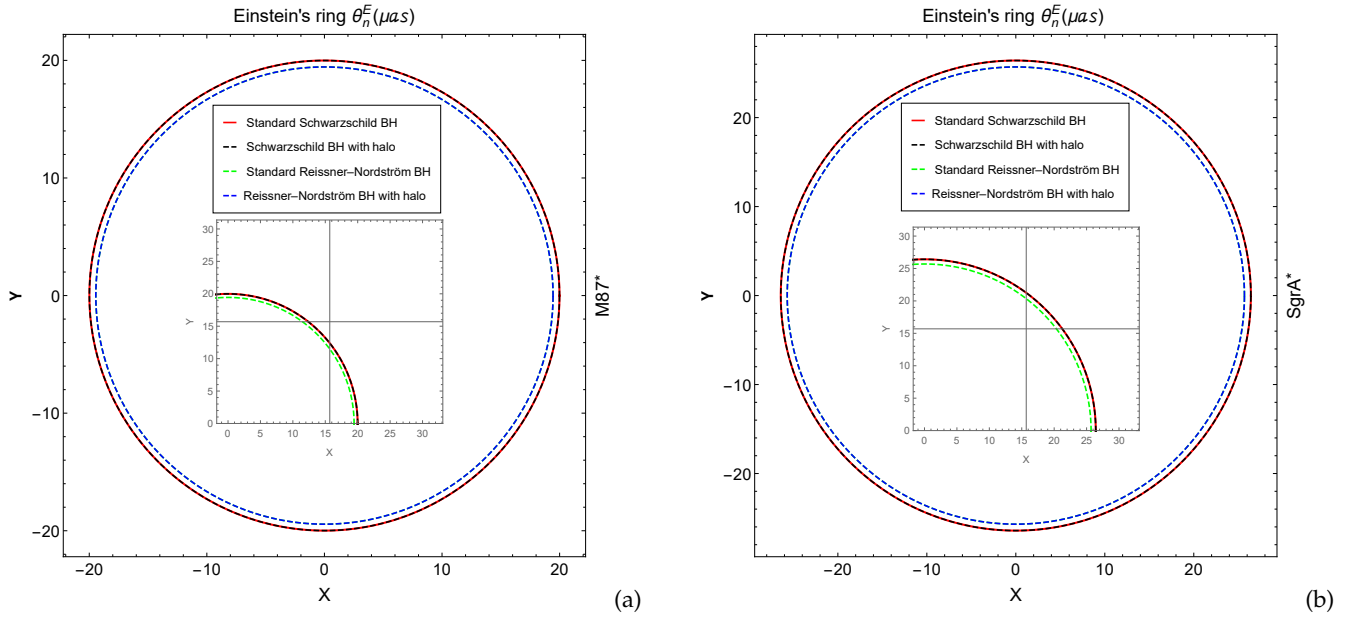 Einstein's ring θₙᴱ(μas)
20
10
0
−10
−20
Y
Standard Schwarzschild BH
Schwarzschild BH with halo
Standard Reissner–Nordström BH
Reissner–Nordström BH with halo
30
25
20
15
10
5
0
Y
0 5 10 15 20 25 30
X
−20 −10 0 10 20
X
M87*
(a)
Einstein's ring θₙᴱ(μas)
20
10
0
−10
−20
Y
Standard Schwarzschild BH
Schwarzschild BH with halo
Standard Reissner–Nordström BH
Reissner–Nordström BH with halo
30
25
20
15
10
5
0
Y
0 5 10 15 20 25 30
X
−20 −10 0 10 20
X
SgrA*
(b)